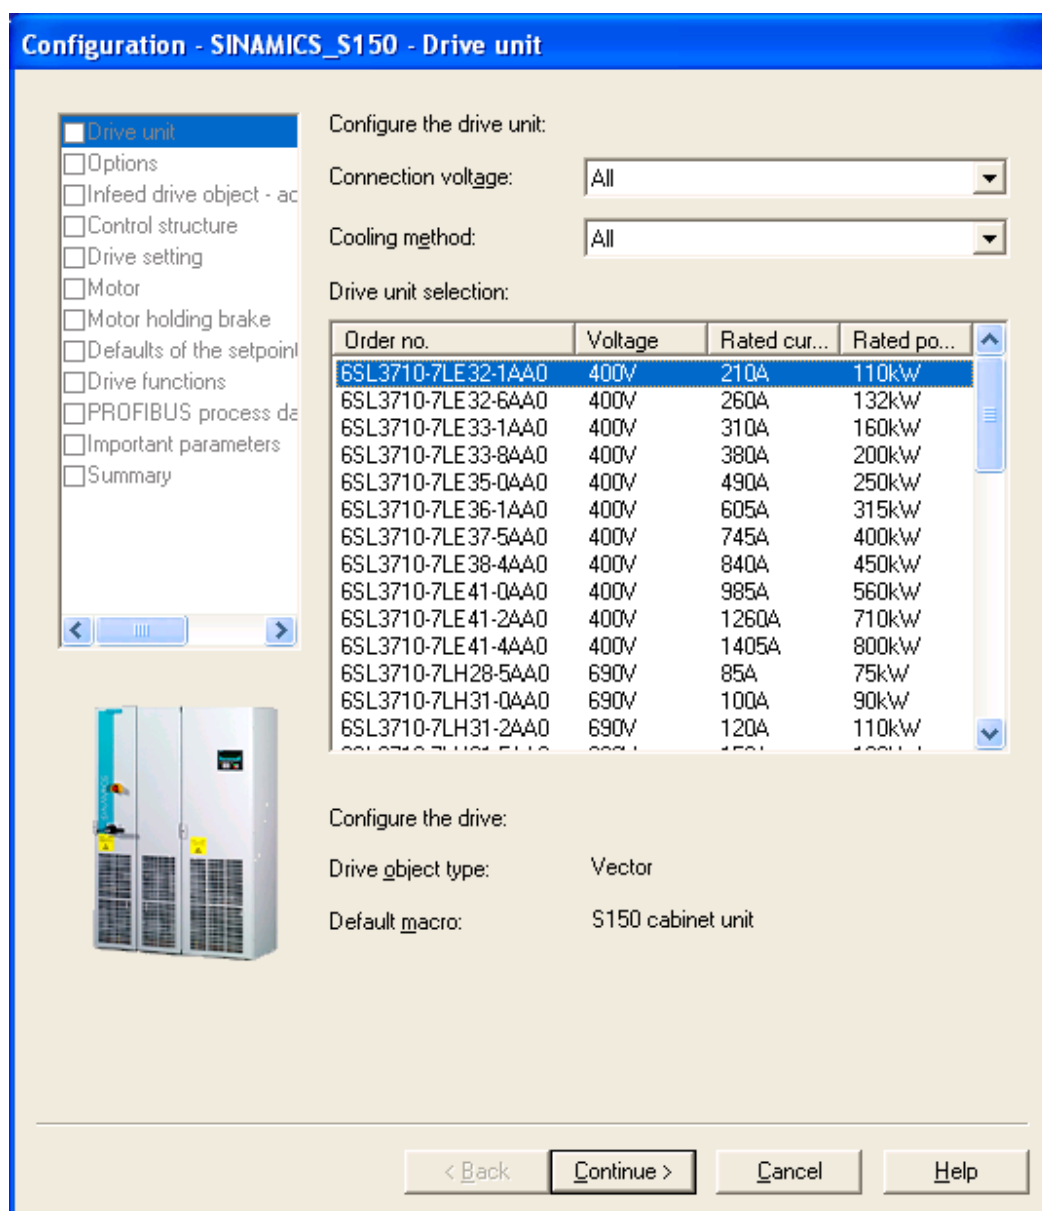 Configuration - SINAMICS_S150 - Drive unit
Drive unit
Options
Infeed drive object - ac
Control structure
Drive setting
Motor
Motor holding brake
Defaults of the setpoint
Drive functions
PROFIBUS process da
Important parameters
Summary
Configure the drive unit:
Connection voltage: All
Cooling method: All
Drive unit selection:
Order no. Voltage Rated cur... Rated po...
6SL3710-7LE32-1AA0 400V 210A 110kW
6SL3710-7LE32-6AA0 400V 260A 132kW
6SL3710-7LE33-1AA0 400V 310A 160kW
6SL3710-7LE33-8AA0 400V 380A 200kW
6SL3710-7LE35-0AA0 400V 490A 250kW
6SL3710-7LE36-1AA0 400V 605A 315kW
6SL3710-7LE37-5AA0 400V 745A 400kW
6SL3710-7LE38-4AA0 400V 840A 450kW
6SL3710-7LE41-0AA0 400V 985A 560kW
6SL3710-7LE41-2AA0 400V 1260A 710kW
6SL3710-7LE41-4AA0 400V 1405A 800kW
6SL3710-7LH28-5AA0 690V 85A 75kW
6SL3710-7LH31-0AA0 690V 100A 90kW
6SL3710-7LH31-2AA0 690V 120A 110kW
SINAMICS
Configure the drive:
Drive object type: Vector
Default macro: S150 cabinet unit
< Back Continue > Cancel Help